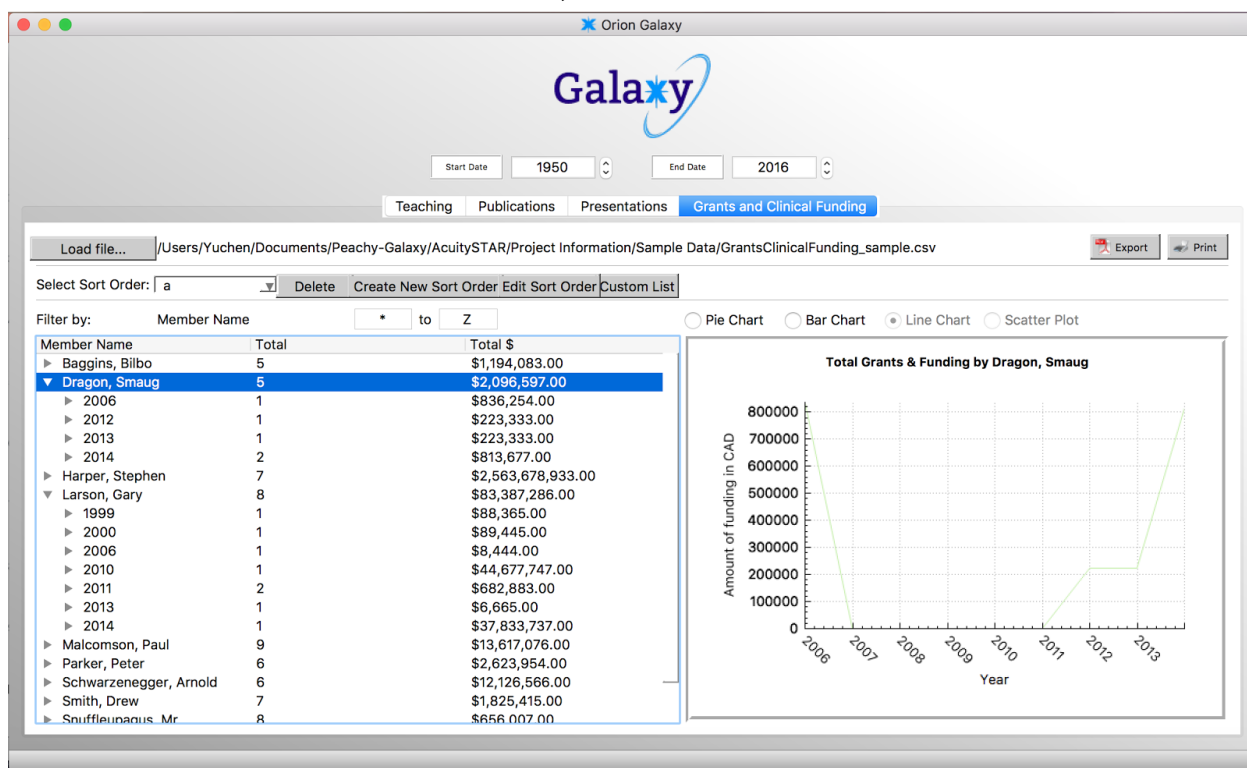 Orion Galaxy
Galaxy
Start Date 1950 End Date 2016
Teaching Publications Presentations Grants and Clinical Funding
Load file... /Users/Yuchen/Documents/Peachy-Galaxy/AcuitySTAR/Project Information/Sample Data/GrantsClinicalFunding_sample.csv Export Print
Select Sort Order: a Delete Create New Sort Order Edit Sort Order Custom List
Filter by: Member Name * to Z
Pie Chart Bar Chart Line Chart Scatter Plot
Member Name Total Total $
Baggins, Bilbo 5 $1,194,083.00
Dragon, Smaug 5 $2,096,597.00
2006 1 $836,254.00
2012 1 $223,333.00
2013 1 $223,333.00
2014 2 $813,677.00
Harper, Stephen 7 $2,563,678,933.00
Larson, Gary 8 $83,387,286.00
1999 1 $88,365.00
2000 1 $89,445.00
2006 1 $8,444.00
2010 1 $44,677,747.00
2011 2 $682,883.00
2013 1 $6,665.00
2014 1 $37,833,737.00
Malcomson, Paul 9 $13,617,076.00
Parker, Peter 6 $2,623,954.00
Schwarzenegger, Arnold 6 $12,126,566.00
Smith, Drew 7 $1,825,415.00
Snuffleupagus, Mr 8 $656,007.00
Total Grants & Funding by Dragon, Smaug
Amount of funding in CAD
800000
700000
600000
500000
400000
300000
200000
100000
0
2006 2007 2008 2009 2010 2011 2012 2013
Year